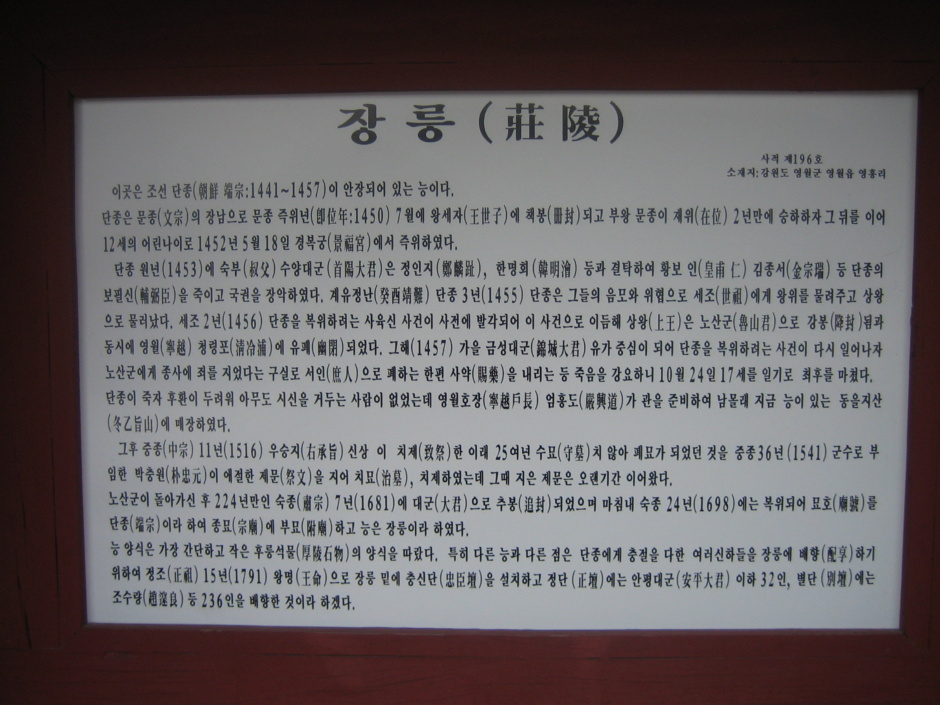 장릉(莊陵)
사적 제196호
소재지:강원도 영월군 영월읍 영흥리
이곳은 조선 단종(朝鮮 端宗:1441~1457)이 안장되어 있는 능이다.
단종은 문종(文宗)의 장남으로 문종 즉위년(卽位年:1450) 7월에 왕세자(王世子)에 책봉(冊封)되고 부왕 문종이 재위(在位) 2년만에 승하하자 그 뒤를 이어
12세의 어린나이로 1452년 5월 18일 경복궁(景福宮)에서 즉위하였다.
단종 원년(1453)에 숙부(叔父) 수양대군(首陽大君)은 정인지(鄭麟趾), 한명회(韓明澮) 등과 결탁하여 황보 인(皇甫 仁) 김종서(金宗瑞) 등 단종의
보필신(輔弼臣)을 죽이고 국권을 장악하였다. 계유정난(癸酉靖難) 단종 3년(1455) 단종은 그들의 음모와 위협으로 세조(世祖)에게 왕위를 물려주고 상왕
으로 물러났다. 세조 2년(1456) 단종을 복위하려는 사육신 사건이 사전에 발각되어 이 사건으로 이듬해 상왕(上王)은 노산군(魯山君)으로 강봉(降封)됨과
동시에 영월(寧越) 청령포(淸冷浦)에 유폐(幽閉)되었다. 그해(1457) 가을 금성대군(錦城大君) 유가 중심이 되어 단종을 복위하려는 사건이 다시 일어나자
노산군에게 종사에 죄를 지었다는 구실로 서인(庶人)으로 폐하는 한편 사약(賜藥)을 내리는 등 죽음을 강요하니 10월 24일 17세를 일기로 최후를 마쳤다.
단종이 죽자 후환이 두려워 아무도 시신을 거두는 사람이 없었는데 영월호장(寧越戶長) 엄흥도(嚴興道)가 관을 준비하여 남몰래 지금 능이 있는 동을지산
(冬乙旨山)에 매장하였다.
그후 중종(中宗) 11년(1516) 우승지(右承旨) 신상 이 치제(致祭)한 이래 25여년 수묘(守墓)치 않아 폐묘가 되었던 것을 중종36년(1541) 군수로 부
임한 박충원(朴忠元)이 애절한 제문(祭文)을 지어 치묘(治墓), 치제하였는데 그때 지은 제문은 오랜기간 이어왔다.
노산군이 돌아가신 후 224년만인 숙종(肅宗) 7년(1681)에 대군(大君)으로 추봉(追封)되었으며 마침내 숙종 24년(1698)에는 복위되어 묘호(廟號)를
단종(端宗)이라 하여 종묘(宗廟)에 부묘(附廟)하고 능은 장릉이라 하였다.
능 양식은 가장 간단하고 작은 후릉석물(厚陵石物)의 양식을 따랐다. 특히 다른 능과 다른 점은 단종에게 충절을 다한 여러신하들을 장릉에 배향(配享)하기
위하여 정조(正祖) 15년(1791) 왕명(王命)으로 장릉 밑에 충신단(忠臣壇)을 설치하고 정단(正壇)에는 안평대군(安平大君) 이하 32인, 별단(別壇)에는
조수량(趙遂良) 등 236인을 배향한 것이라 하겠다.